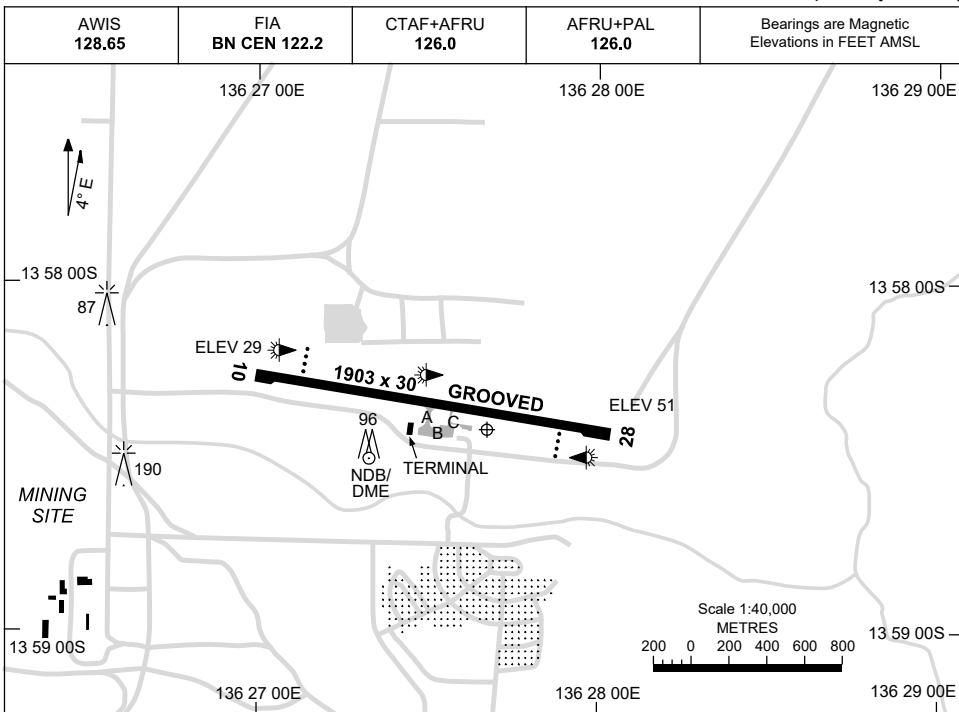 AWIS
128.65
FIA
BN CEN 122.2
CTAF+AFRU
126.0
AFRU+PAL
126.0
Bearings are Magnetic
Elevations in FEET AMSL
136 27 00E
136 28 00E
136 29 00E
4° E
13 58 00S
13 58 00S
87
ELEV 29
10
1903 x 30
GROOVED
ELEV 51
28
96
A
B
C
NDB/
DME
TERMINAL
190
MINING
SITE
Scale 1:40,000
METRES
200 0 200 400 600 800
13 59 00S
13 59 00S
136 27 00E
136 28 00E
136 29 00E